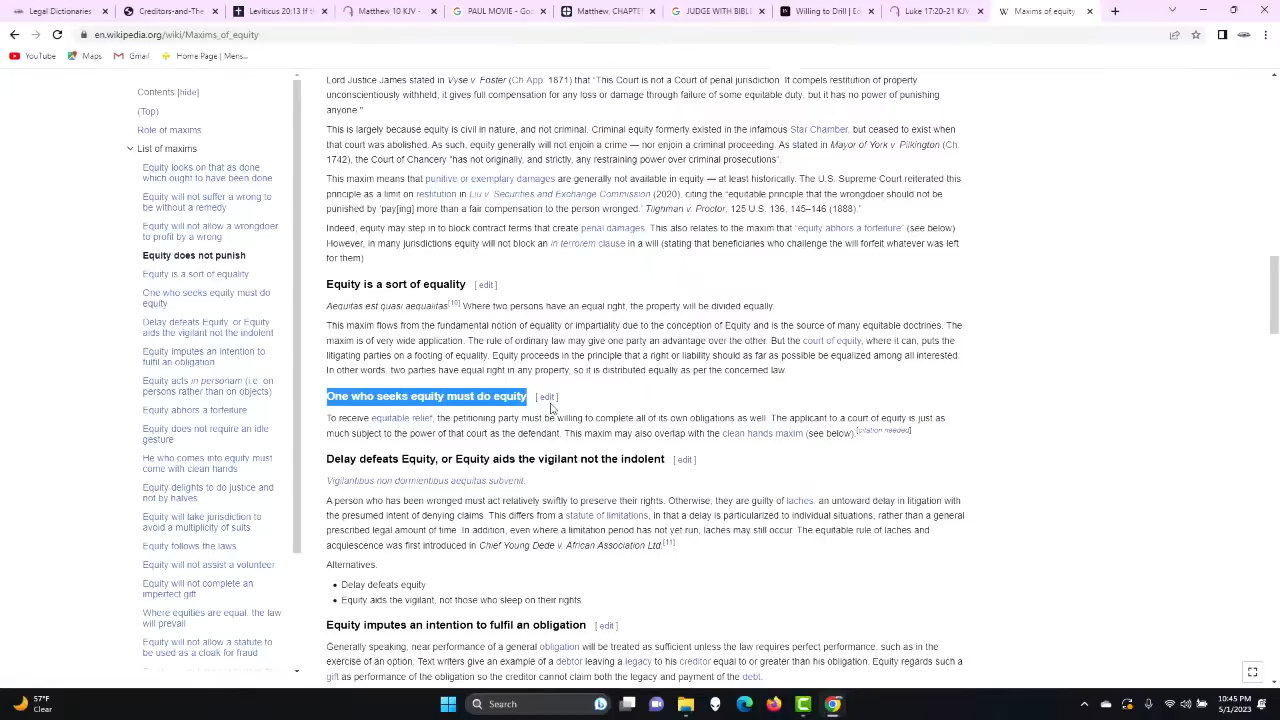 Legal Dictionaries
Creditors-and-The
Leviticus 20:13 If th
Matthew 10 KJV -
PAUL MOVIE - Go
Matthew, CHAPTE
JUDGE WITH BIBLE
Willing to Drill | Ed
Luke 17:20-21 KJV
Maxims of equity
en.wikipedia.org/wiki/Maxims_of_equity
YouTube
Maps
Gmail
Home Page | Mens...
Contents [hide]
(Top)
Role of maxims
List of maxims
Equity looks on that as done
which ought to have been done
Equity will not suffer a wrong to
be without a remedy
Equity will not allow a wrongdoer
to profit by a wrong
Equity does not punish
Equity is a sort of equality
One who seeks equity must do
equity
Delay defeats Equity, or Equity
aids the vigilant not the indolent
Equity imputes an intention to
fulfil an obligation
Equity acts in personam (i.e. on
persons rather than on objects)
Equity abhors a forfeiture
Equity does not require an idle
gesture
He who comes into equity must
come with clean hands
Equity delights to do justice and
not by halves
Equity will take jurisdiction to
avoid a multiplicity of suits
Equity follows the laws
Equity will not assist a volunteer
Equity will not complete an
imperfect gift
Where equities are equal, the law
will prevail
Equity will not allow a statute to
be used as a cloak for fraud
Lord Justice James stated in Vyse v. Foster (Ch App. 1871) that "This Court is not a Court of penal jurisdiction. It compels restitution of property
unconscientiously withheld, it gives full compensation for any loss or damage through failure of some equitable duty, but it has no power of punishing
anyone."
This is largely because equity is civil in nature, and not criminal. Criminal equity formerly existed in the infamous Star Chamber, but ceased to exist when
that court was abolished. As such, equity generally will not enjoin a crime — nor enjoin a criminal proceeding. As stated in Mayor of York v. Pilkington (Ch.
1742), the Court of Chancery "has not originally, and strictly, any restraining power over criminal prosecutions".
This maxim means that punitive or exemplary damages are generally not available in equity — at least historically. The U.S. Supreme Court reiterated this
principle as a limit on restitution in Liu v. Securities and Exchange Commission (2020), citing the "equitable principle that the wrongdoer should not be
punished by 'pay[ing] more than a fair compensation to the person wronged.' Tilghman v. Proctor, 125 U.S. 136, 145–146 (1888)."
Indeed, equity may step in to block contract terms that create penal damages. This also relates to the maxim that "equity abhors a forfeiture" (see below)
However, in many jurisdictions equity will not block an in terrorem clause in a will (stating that beneficiaries who challenge the will forfeit whatever was left
for them)
Equity is a sort of equality [ edit ]
Aequitas est quasi aequalitas[10] Where two persons have an equal right, the property will be divided equally.
This maxim flows from the fundamental notion of equality or impartiality due to the conception of Equity and is the source of many equitable doctrines. The
maxim is of very wide application. The rule of ordinary law may give one party an advantage over the other. But the court of equity, where it can, puts the
litigating parties on a footing of equality. Equity proceeds in the principle that a right or liability should as far as possible be equalized among all interested.
In other words, two parties have equal right in any property, so it is distributed equally as per the concerned law.
One who seeks equity must do equity [ edit ]
To receive equitable relief, the petitioning party must be willing to complete all of its own obligations as well. The applicant to a court of equity is just as
much subject to the power of that court as the defendant. This maxim may also overlap with the clean hands maxim (see below).[citation needed]
Delay defeats Equity, or Equity aids the vigilant not the indolent [ edit ]
Vigilantibus non dormientibus aequitas subvenit.
A person who has been wronged must act relatively swiftly to preserve their rights. Otherwise, they are guilty of laches, an untoward delay in litigation with
the presumed intent of denying claims. This differs from a statute of limitations, in that a delay is particularized to individual situations, rather than a general
prescribed legal amount of time. In addition, even where a limitation period has not yet run, laches may still occur. The equitable rule of laches and
acquiescence was first introduced in Chief Young Dede v. African Association Ltd.[11]
Alternatives:
• Delay defeats equity
• Equity aids the vigilant, not those who sleep on their rights
Equity imputes an intention to fulfil an obligation [ edit ]
Generally speaking, near performance of a general obligation will be treated as sufficient unless the law requires perfect performance, such as in the
exercise of an option. Text writers give an example of a debtor leaving a legacy to his creditor equal to or greater than his obligation. Equity regards such a
gift as performance of the obligation so the creditor cannot claim both the legacy and payment of the debt.
57°F
Clear
Search
10:45 PM
5/1/2023